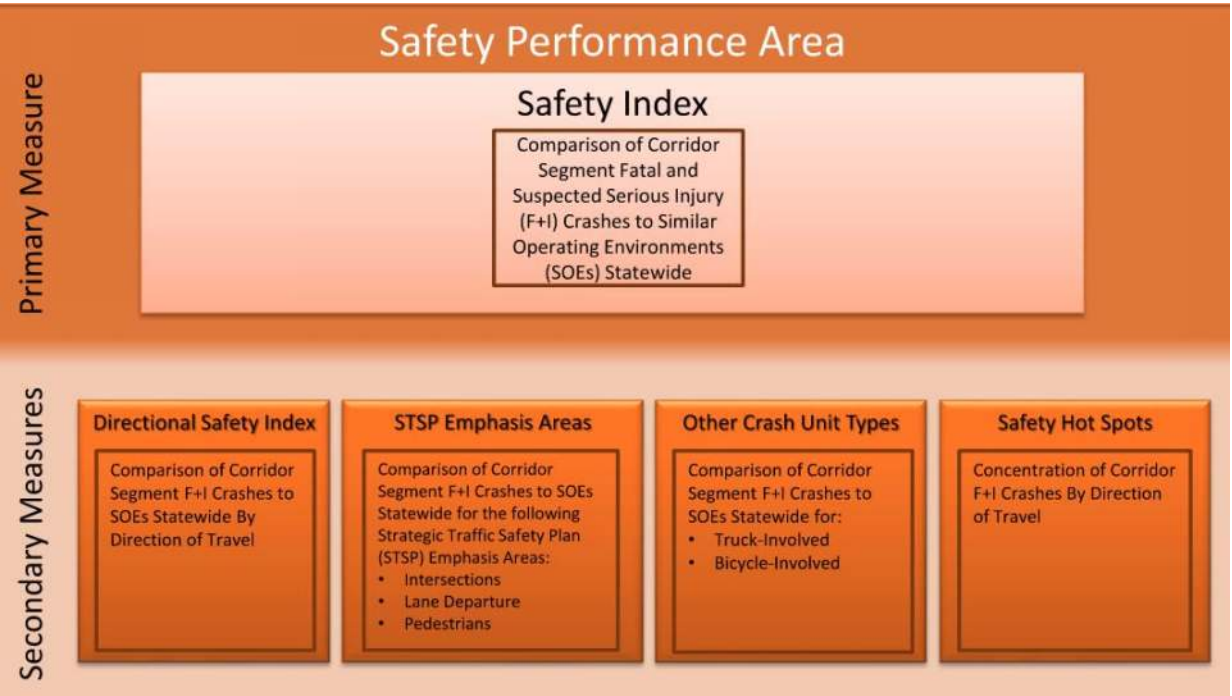 Safety Performance Area
Primary Measure
Safety Index
Comparison of Corridor
Segment Fatal and
Suspected Serious Injury
(F+I) Crashes to Similar
Operating Environments
(SOEs) Statewide
Secondary Measures
Directional Safety Index
Comparison of Corridor
Segment F+I Crashes to
SOEs Statewide By
Direction of Travel
STSP Emphasis Areas
Comparison of Corridor
Segment F+I Crashes to SOEs
Statewide for the following
Strategic Traffic Safety Plan
(STSP) Emphasis Areas:
• Intersections
• Lane Departure
• Pedestrians
Other Crash Unit Types
Comparison of Corridor
Segment F+I Crashes to
SOEs Statewide for:
• Truck-Involved
• Bicycle-Involved
Safety Hot Spots
Concentration of Corridor
F+I Crashes By Direction
of Travel